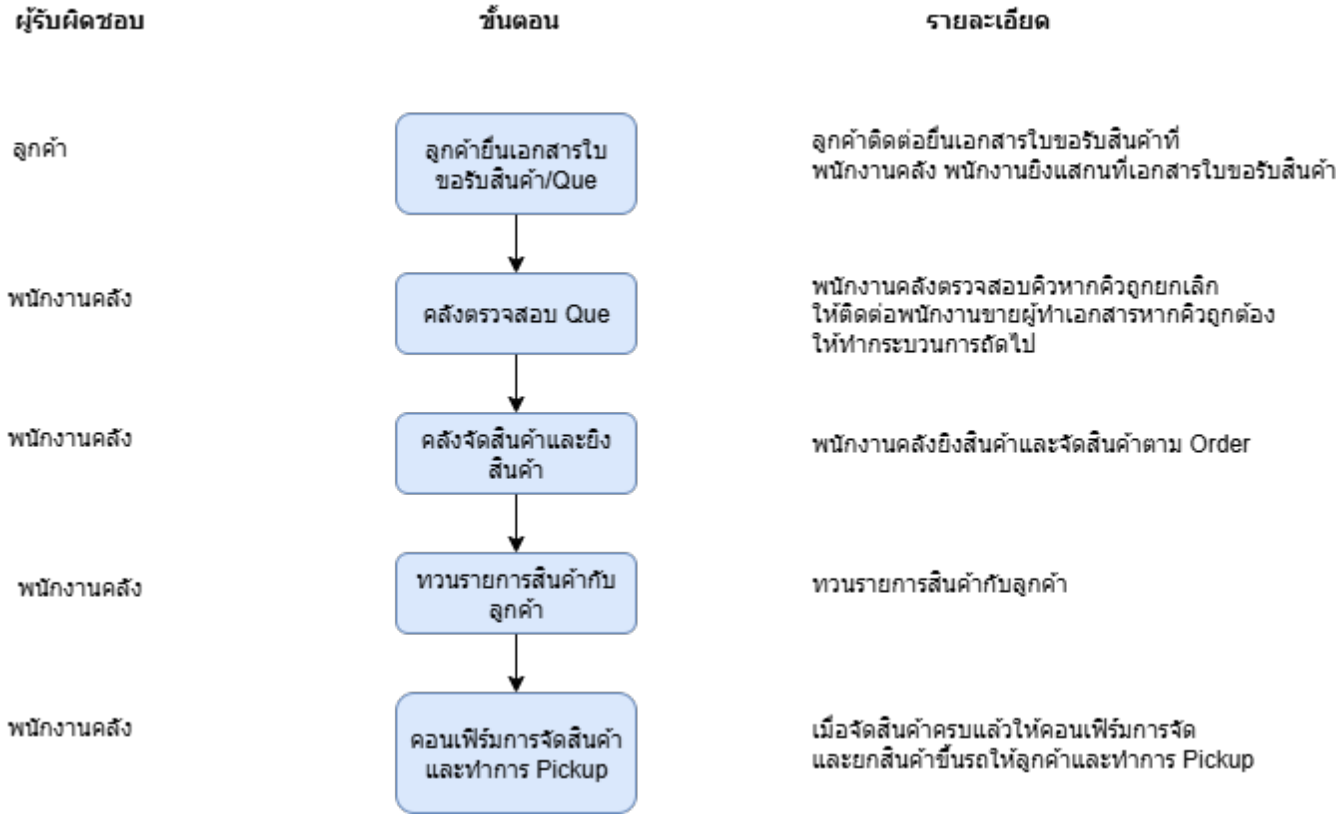 ผู้รับผิดชอบ ขั้นตอน รายละเอียด
ลูกค้า
ลูกค้ายื่นเอกสารใบ
ขอรับสินค้า/Que
ลูกค้าติดต่อยื่นเอกสารใบขอรับสินค้าที่
พนักงานคลัง พนักงานยิงแสกนที่เอกสารใบขอรับสินค้า
พนักงานคลัง
คลังตรวจสอบ Que
พนักงานคลังตรวจสอบคิวหากคิวถูกยกเลิก
ให้ติดต่อพนักงานขายผู้ทำเอกสารหากคิวถูกต้อง
ให้ทำกระบวนการถัดไป
พนักงานคลัง
คลังจัดสินค้าและยิง
สินค้า
พนักงานคลังยิงสินค้าและจัดสินค้าตาม Order
พนักงานคลัง
ทวนรายการสินค้ากับ
ลูกค้า
ทวนรายการสินค้ากับลูกค้า
พนักงานคลัง
คอนเฟิร์มการจัดสินค้า
และทำการ Pickup
เมื่อจัดสินค้าครบแล้วให้คอนเฟิร์มการจัด
และยกสินค้าขึ้นรถให้ลูกค้าและทำการ Pickup